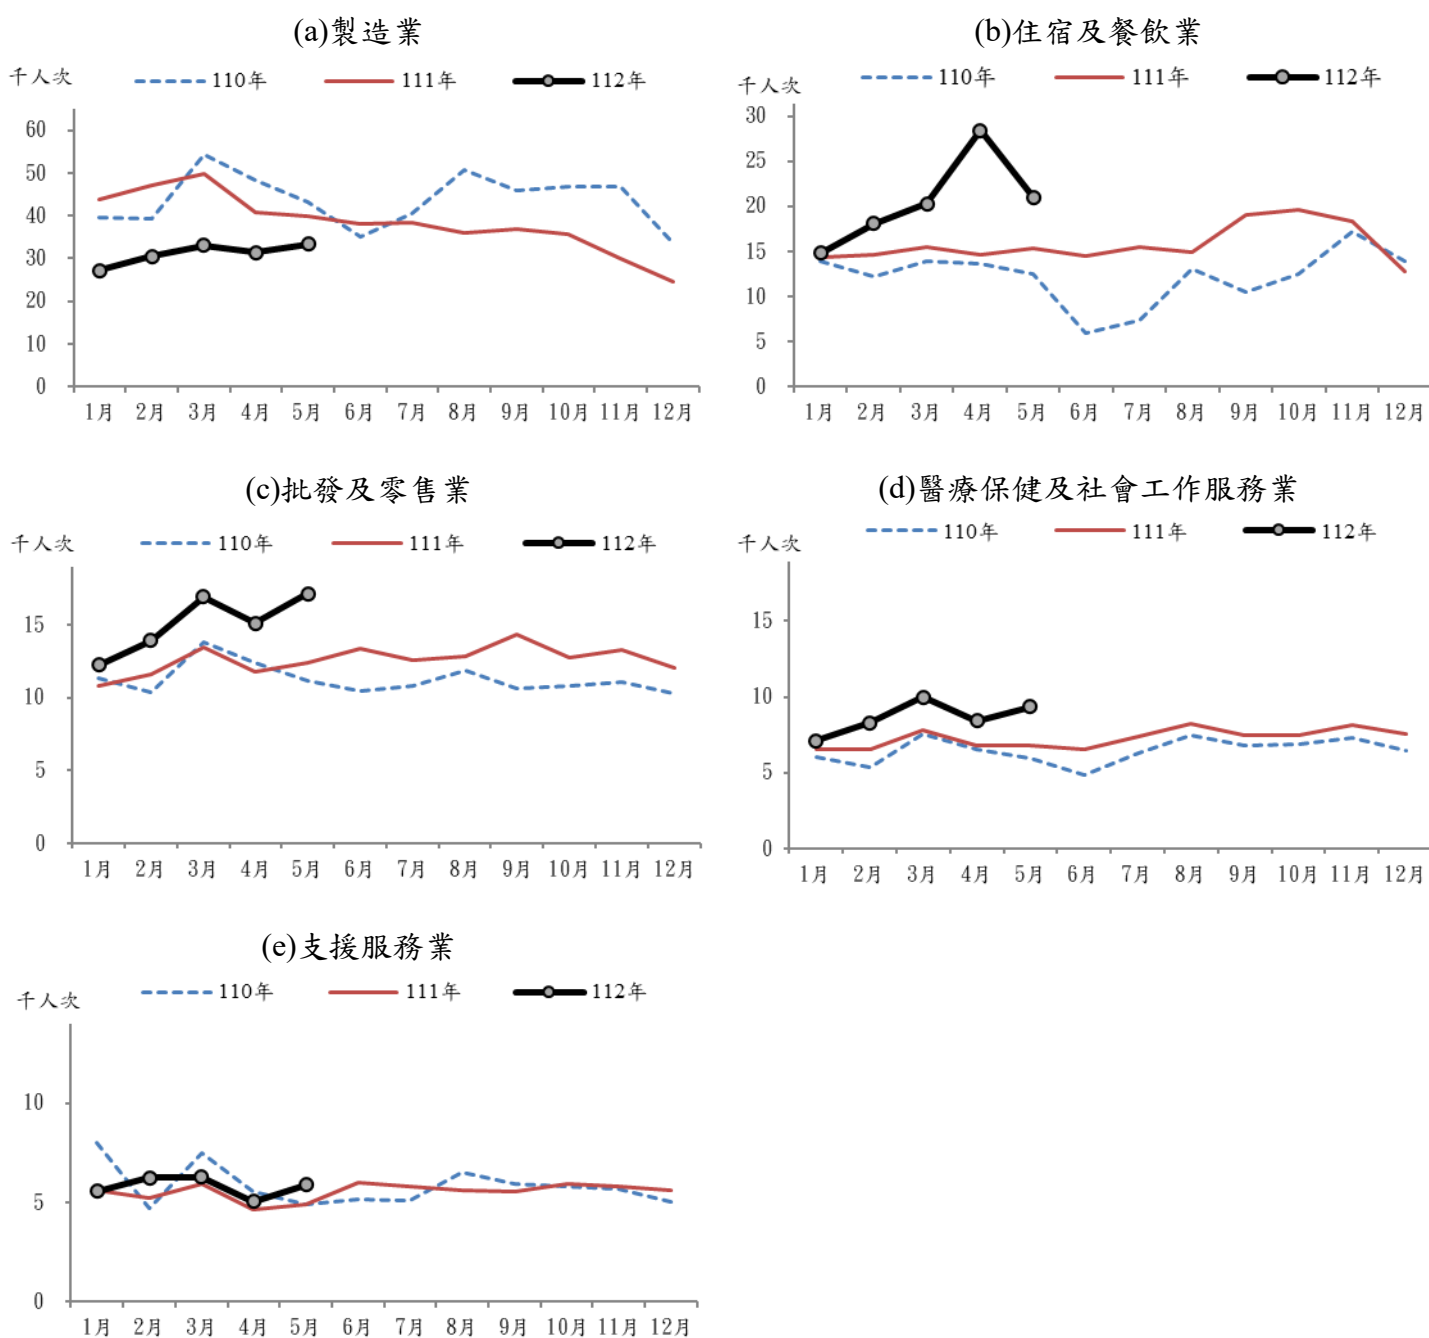 (a)製造業
千人次
110年 111年 112年
60
50
40
30
20
10
0
1月 2月 3月 4月 5月 6月 7月 8月 9月 10月 11月 12月
(b)住宿及餐飲業
千人次
110年 111年 112年
30
25
20
15
10
5
0
1月 2月 3月 4月 5月 6月 7月 8月 9月 10月 11月 12月
(c)批發及零售業
千人次
110年 111年 112年
15
10
5
0
1月 2月 3月 4月 5月 6月 7月 8月 9月 10月 11月 12月
(d)醫療保健及社會工作服務業
千人次
110年 111年 112年
15
10
5
0
1月 2月 3月 4月 5月 6月 7月 8月 9月 10月 11月 12月
(e)支援服務業
千人次
110年 111年 112年
10
5
0
1月 2月 3月 4月 5月 6月 7月 8月 9月 10月 11月 12月